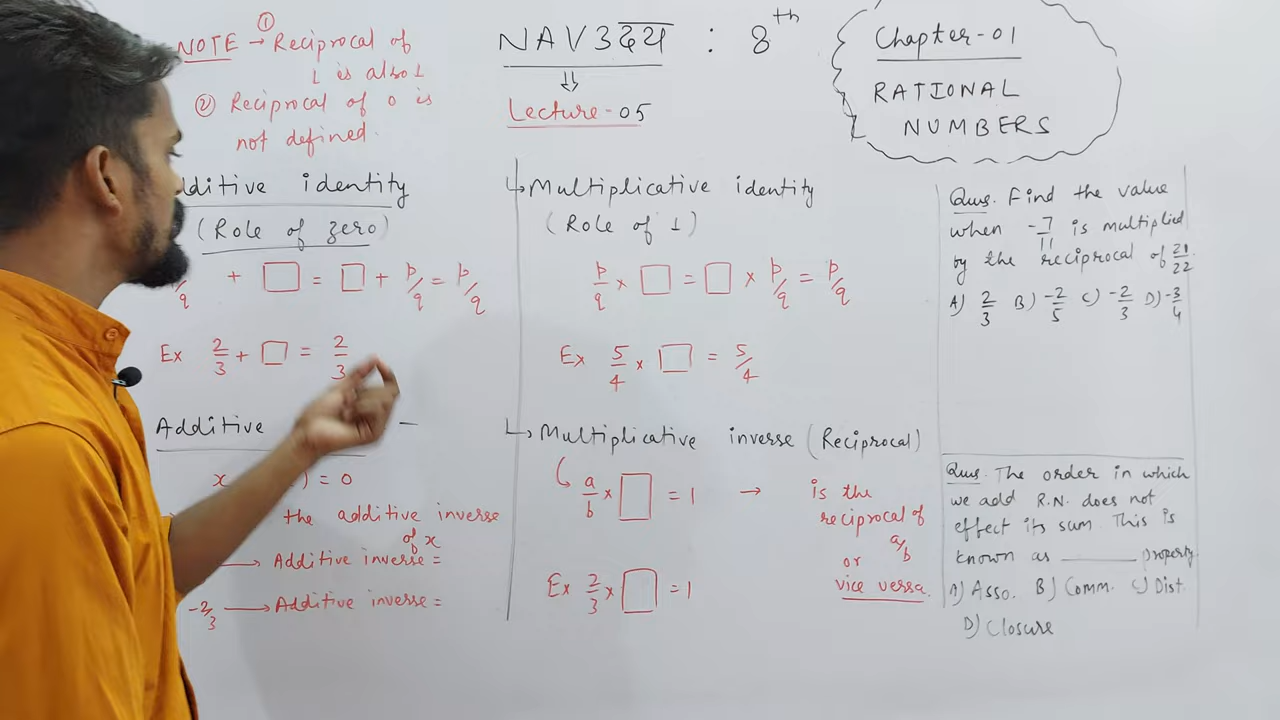 NOTE → ① Reciprocal of
1 is also 1
② Reciprocal of 0 is
not defined.
NAV3दय : 8th
⇓
Lecture-05
Chapter-01
RATIONAL
NUMBERS
dditive identity
(Role of zero)
/q + □ = □ + p/q = p/q
Ex 2/3 + □ = 2/3
Additive —
x ) = 0
the additive inverse
of x
→ Additive inverse =
-2/3 → Additive inverse =
↳ Multiplicative identity
(Role of 1)
p/q × □ = □ × p/q = p/q
Ex 5/4 × □ = 5/4
↳ Multiplicative inverse (Reciprocal)
a/b × □ = 1 → is the
reciprocal of
a/b
or
vice versa.
Ex 2/3 × □ = 1
Ques. Find the value
when -7/11 is multiplied
by the reciprocal of 21/22.
A) 2/3 B) -2/5 C) -2/3 D) -3/4
Ques. The order in which
we add R.N. does not
effect its sum. This is
known as ______ property.
A) Asso. B) Comm. C) Dist.
D) Closure